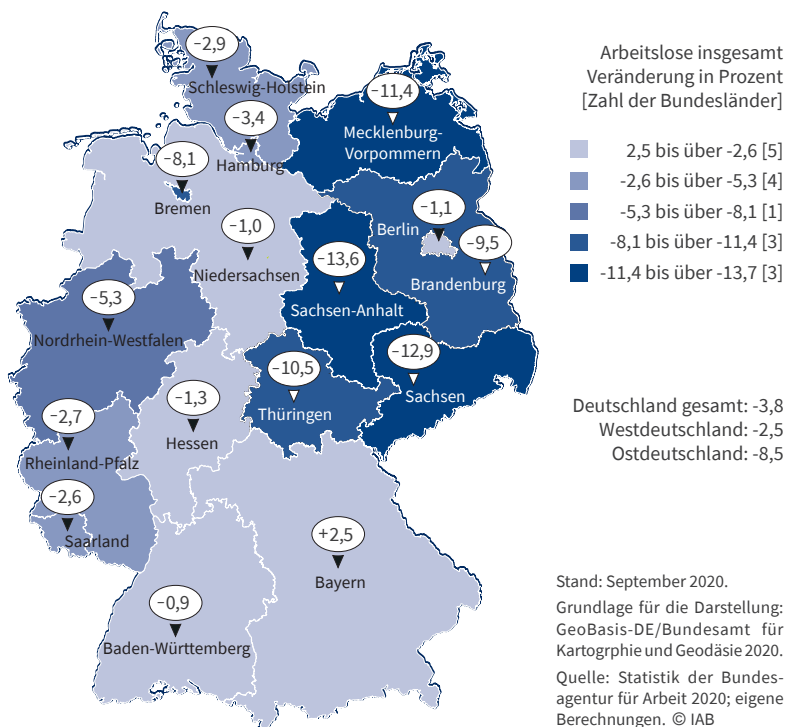 -2,9
Schleswig-Holstein
-3,4
Hamburg
-11,4
Mecklenburg-
Vorpommern
-8,1
Bremen
-1,0
Niedersachsen
-1,1
Berlin
-9,5
Brandenburg
-13,6
Sachsen-Anhalt
-5,3
Nordrhein-Westfalen
-12,9
Sachsen
-10,5
Thüringen
-1,3
Hessen
-2,7
Rheinland-Pfalz
-2,6
Saarland
+2,5
Bayern
-0,9
Baden-Württemberg
Arbeitslose insgesamt
Veränderung in Prozent
[Zahl der Bundesländer]
2,5 bis über -2,6 [5]
-2,6 bis über -5,3 [4]
-5,3 bis über -8,1 [1]
-8,1 bis über -11,4 [3]
-11,4 bis über -13,7 [3]
Deutschland gesamt: -3,8
Westdeutschland: -2,5
Ostdeutschland: -8,5
Stand: September 2020.
Grundlage für die Darstellung:
GeoBasis-DE/Bundesamt für
Kartogrphie und Geodäsie 2020.
Quelle: Statistik der Bundes-
agentur für Arbeit 2020; eigene
Berechnungen. © IAB